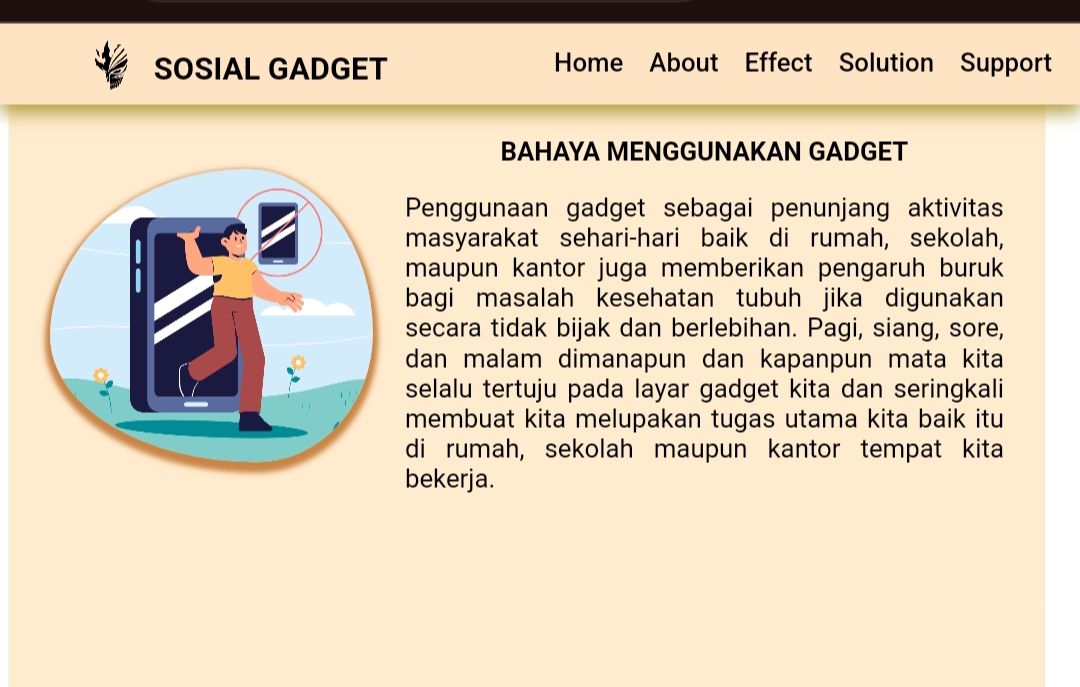 SOSIAL GADGET
Home About Effect Solution Support
BAHAYA MENGGUNAKAN GADGET
Penggunaan gadget sebagai penunjang aktivitas
masyarakat sehari-hari baik di rumah, sekolah,
maupun kantor juga memberikan pengaruh buruk
bagi masalah kesehatan tubuh jika digunakan
secara tidak bijak dan berlebihan. Pagi, siang, sore,
dan malam dimanapun dan kapanpun mata kita
selalu tertuju pada layar gadget kita dan seringkali
membuat kita melupakan tugas utama kita baik itu
di rumah, sekolah maupun kantor tempat kita
bekerja.